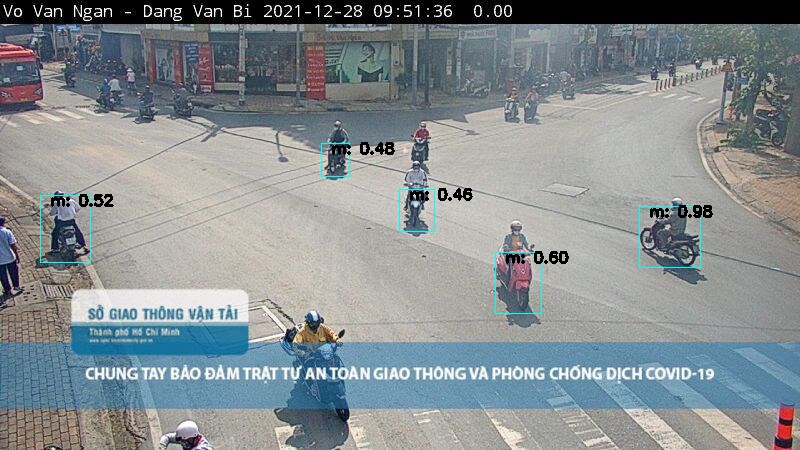 Vo Van Ngan - Dang Van Bi 2021-12-28 09:51:36 0.00
m: 0.48
m: 0.46
m: 0.52
m: 0.98
m: 0.60
SỞ GIAO THÔNG VẬN TẢI
Thành phố Hồ Chí Minh
CHUNG TAY BẢO ĐẢM TRẬT TỰ AN TOÀN GIAO THÔNG VÀ PHÒNG CHỐNG DỊCH COVID-19